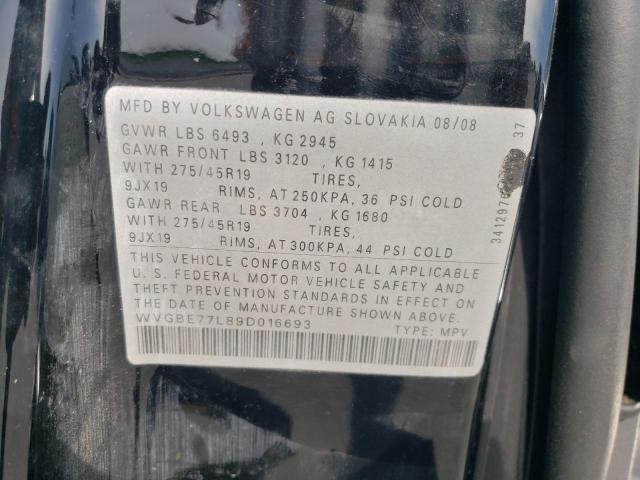 MFD BY VOLKSWAGEN AG SLOVAKIA 08/08
GVWR LBS 6493 , KG 2945
GAWR FRONT LBS 3120 , KG 1415
WITH 275/45R19 TIRES,
9JX19 RIMS, AT 250KPA, 36 PSI COLD
GAWR REAR LBS 3704 , KG 1680
WITH 275/45R19 TIRES,
9JX19 RIMS, AT 300KPA, 44 PSI COLD
THIS VEHICLE CONFORMS TO ALL APPLICABLE
U. S. FEDERAL MOTOR VEHICLE SAFETY AND
THEFT PREVENTION STANDARDS IN EFFECT ON
THE DATE OF MANUFACTURE SHOWN ABOVE.
WVGBE77L89D016693 TYPE: MPV
37